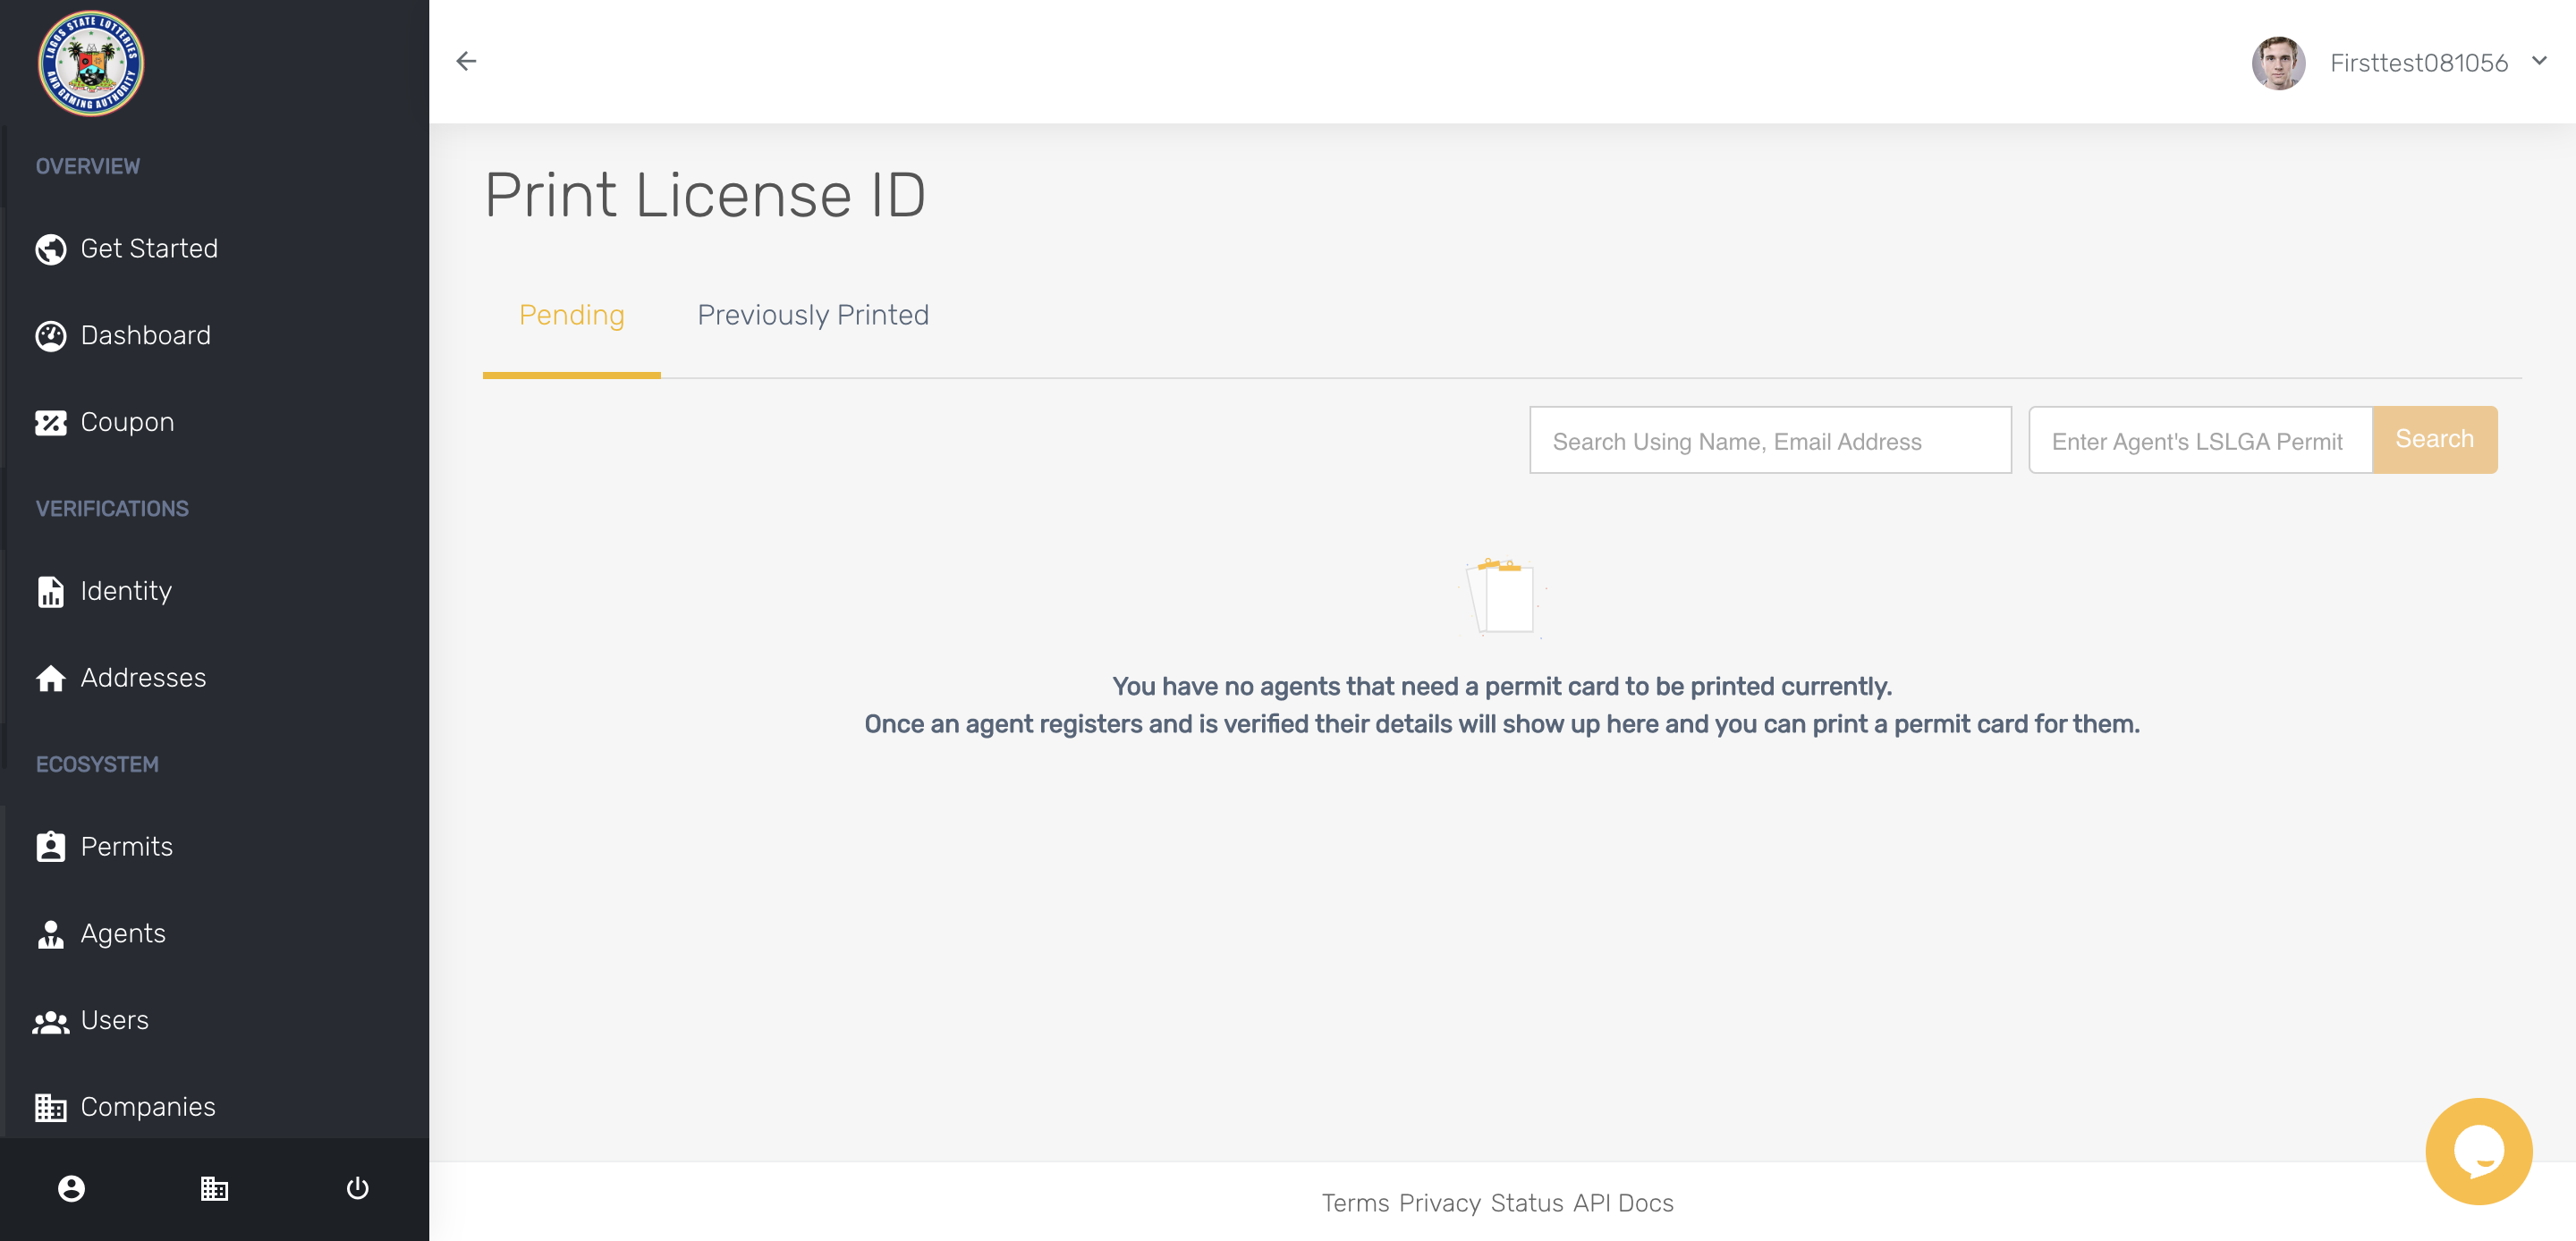 LAGOS STATE LOTTERIES
AND GAMING AUTHORITY
Firsttest081056
OVERVIEW
Get Started
Dashboard
Coupon
VERIFICATIONS
Identity
Addresses
ECOSYSTEM
Permits
Agents
Users
Companies
Print License ID
Pending Previously Printed
Search Using Name, Email Address Enter Agent's LSLGA Permit Search
You have no agents that need a permit card to be printed currently.
Once an agent registers and is verified their details will show up here and you can print a permit card for them.
Terms Privacy Status API Docs